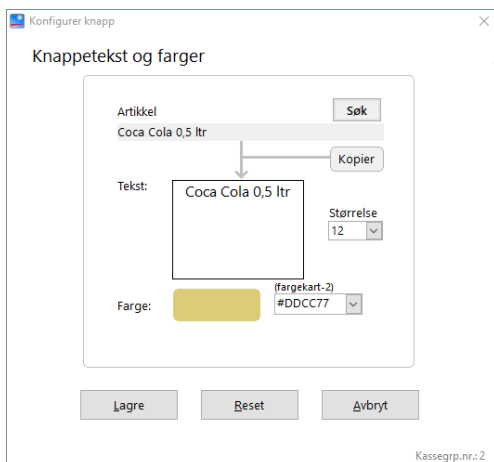 Konfigurer knapp
Knappetekst og farger
Artikkel
Søk
Coca Cola 0,5 ltr
Kopier
Tekst:
Coca Cola 0,5 ltr
Størrelse
12
(fargekart-2)
Farge:
#DDCC77
Lagre
Reset
Avbryt
Kassegrp.nr.: 2